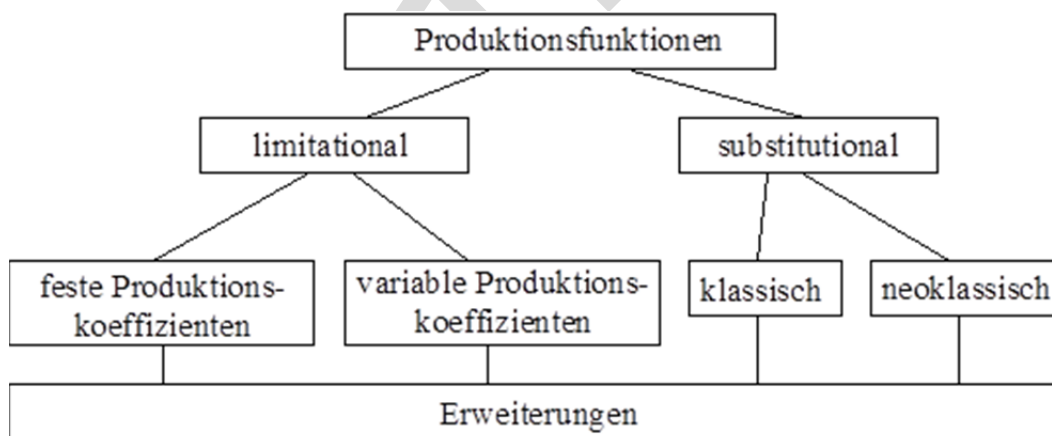 Produktionsfunktionen
limitational
substitutional
feste Produktions-
koeffizienten
variable Produktions-
koeffizienten
klassisch
neoklassisch
Erweiterungen